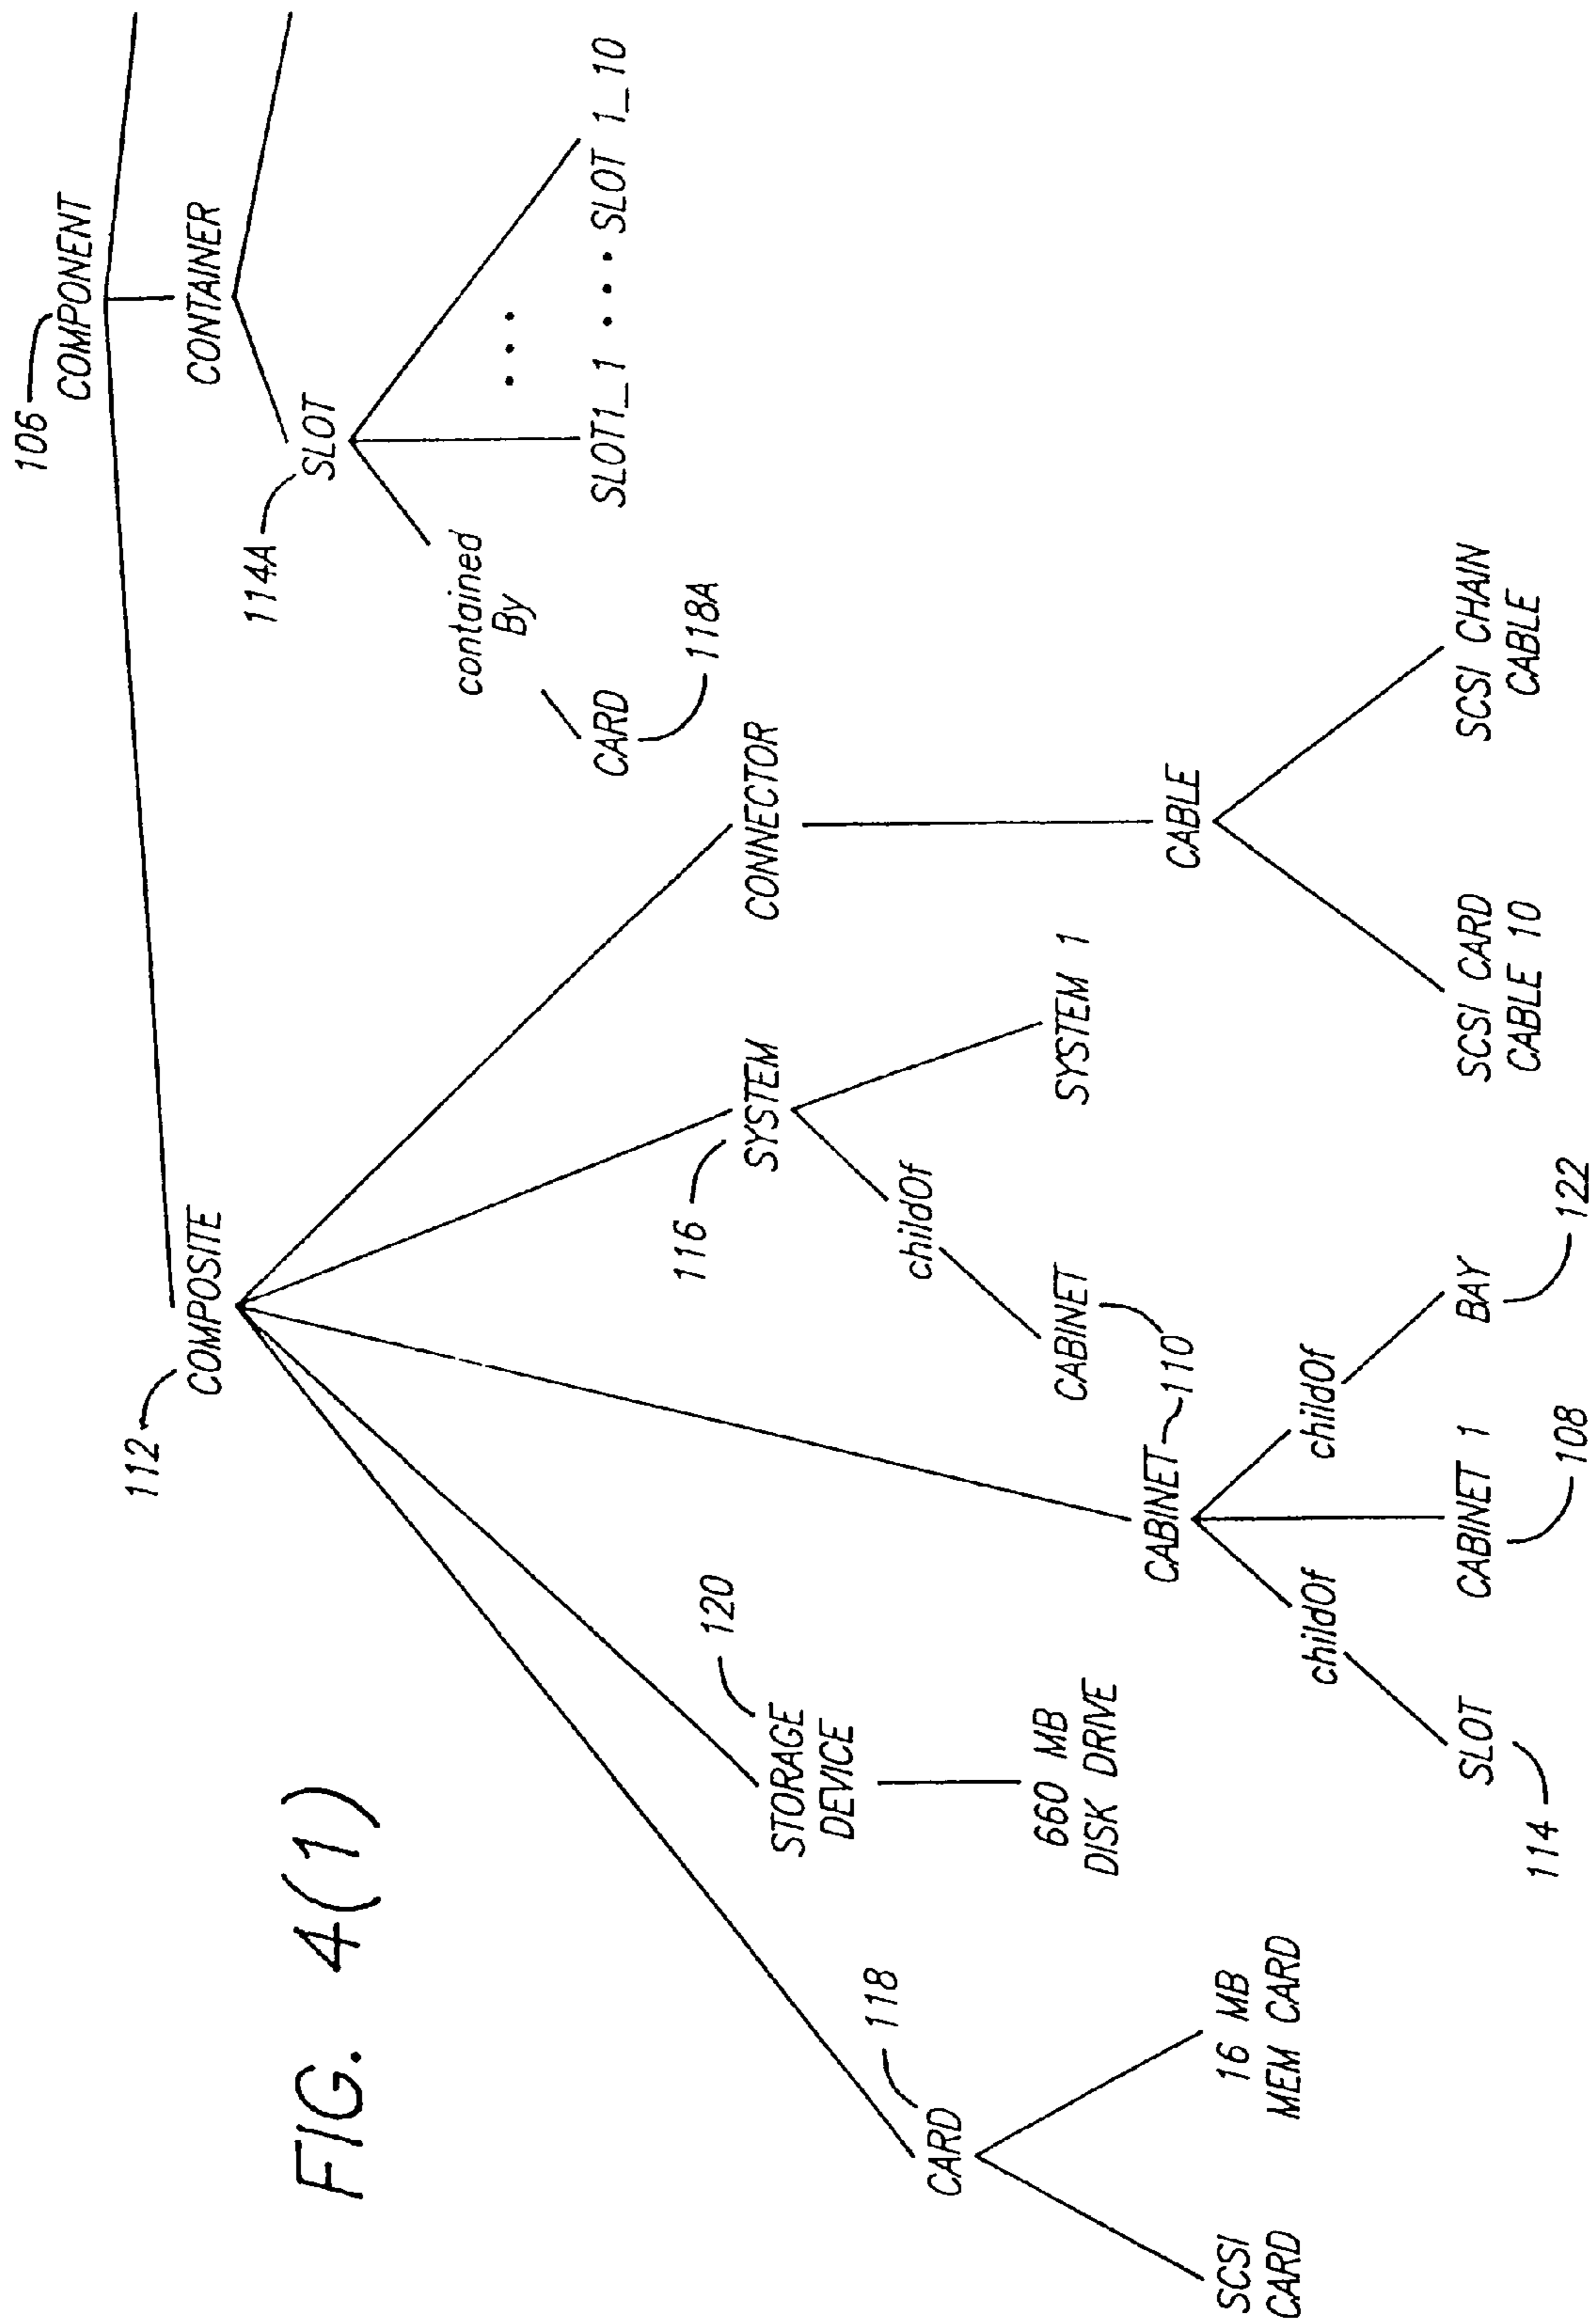 FIG. 4(1)
106
COMPONENT
112
COMPOSITE
CONTAINER
114A
SLOT
contained
By
CARD
118A
SLOT1_1 • • • • SLOT 1_10
• • •
118
CARD
SCSI
CARD
16 MB
MEM CARD
120
STORAGE
DEVICE
660 MB
DISK DRIVE
116
SYSTEM
childOf
CABINET
SYSTEM 1
CONNECTOR
CABLE
SCSI CARD
CABLE 10
SCSI CHAIN
CABLE
CABINET
110
childOf
childOf
SLOT
114
CABINET 1
108
BAY
122